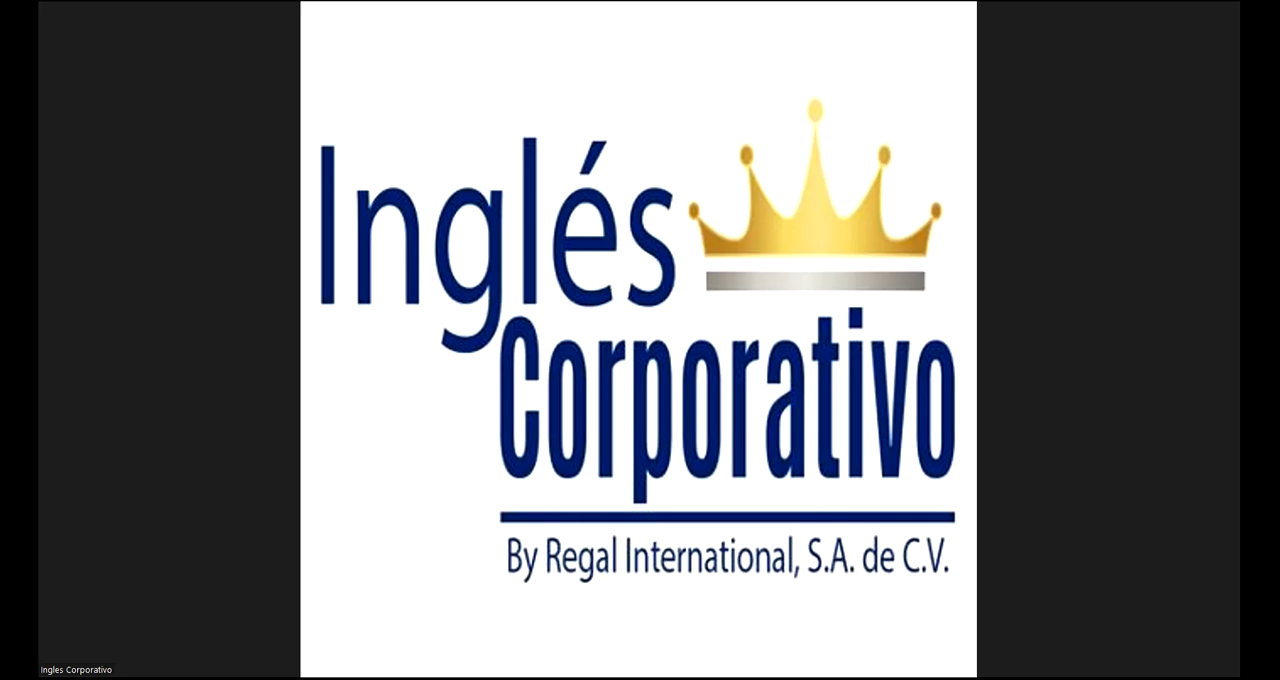 Inglés
Corporativo
By Regal International, S.A. de C.V.
Ingles Corporativo